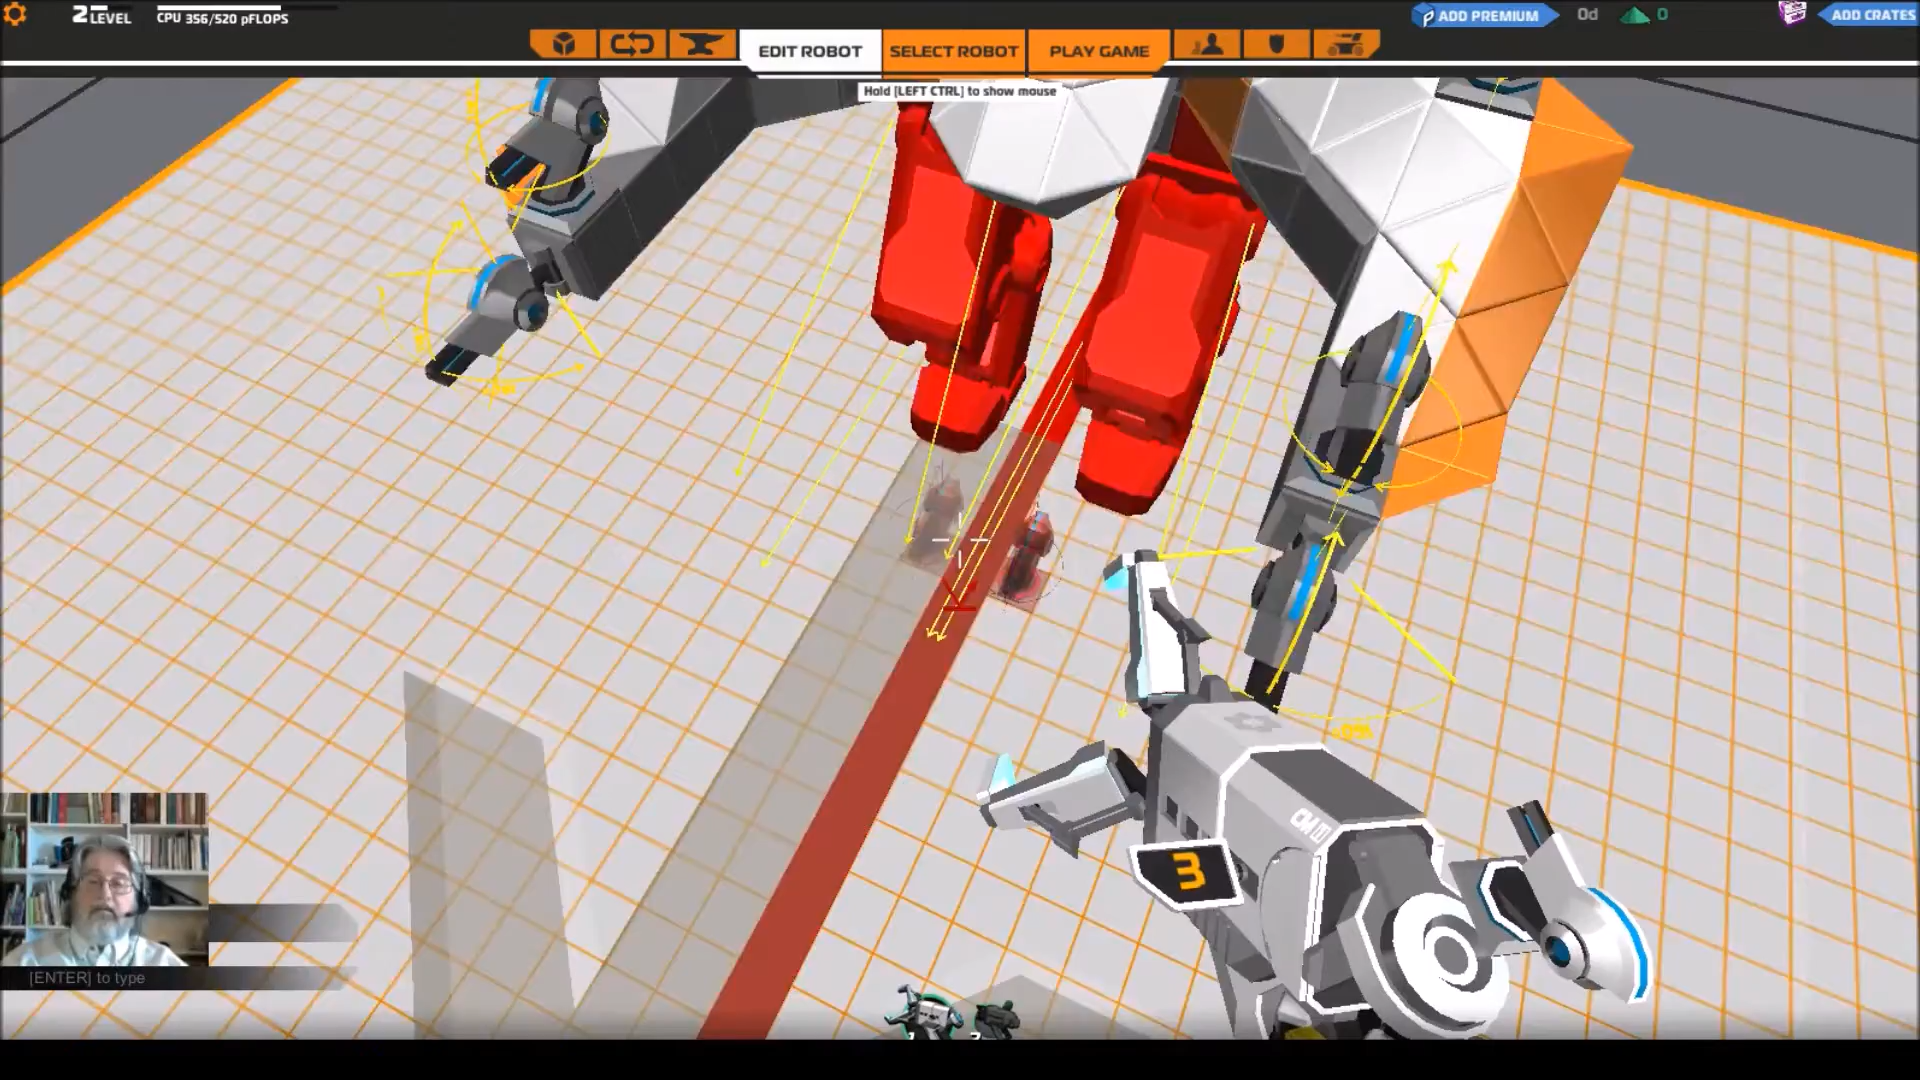 2 LEVEL
CPU 356/520 pFLOPS
ADD PREMIUM
0d
0
ADD CRATES
EDIT ROBOT
SELECT ROBOT
PLAY GAME
Hold [LEFT CTRL] to show mouse
3
[ENTER] to type